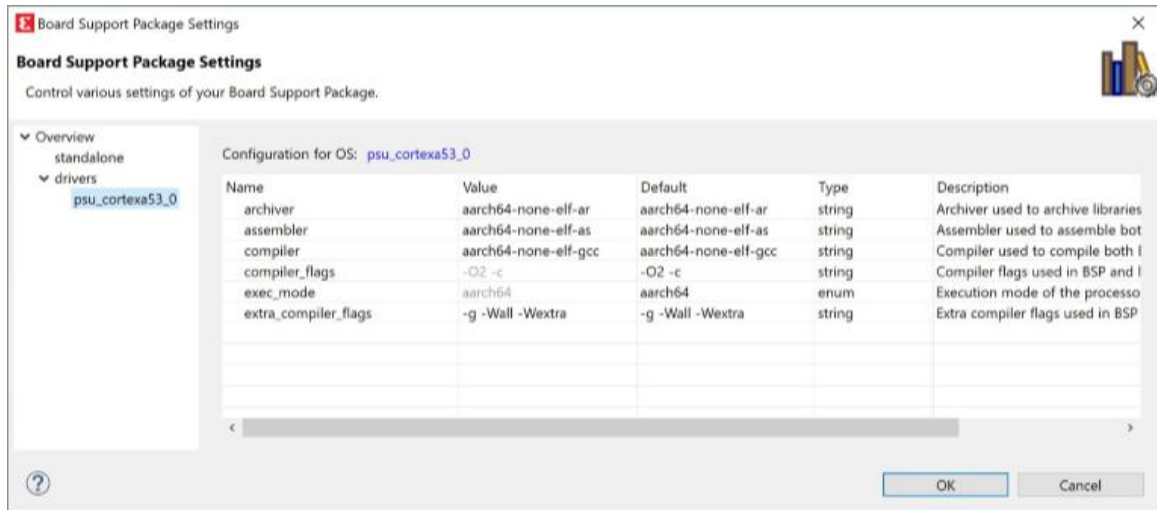 Board Support Package Settings
Board Support Package Settings
Control various settings of your Board Support Package.
Overview
standalone
drivers
psu_cortexa53_0
Configuration for OS: psu_cortexa53_0
Name Value Default Type Description
archiver aarch64-none-elf-ar aarch64-none-elf-ar string Archiver used to archive libraries
assembler aarch64-none-elf-as aarch64-none-elf-as string Assembler used to assemble bot
compiler aarch64-none-elf-gcc aarch64-none-elf-gcc string Compiler used to compile both
compiler_flags -O2 -c -O2 -c string Compiler flags used in BSP and
exec_mode aarch64 aarch64 enum Execution mode of the processo
extra_compiler_flags -g -Wall -Wextra -g -Wall -Wextra string Extra compiler flags used in BSP
OK Cancel